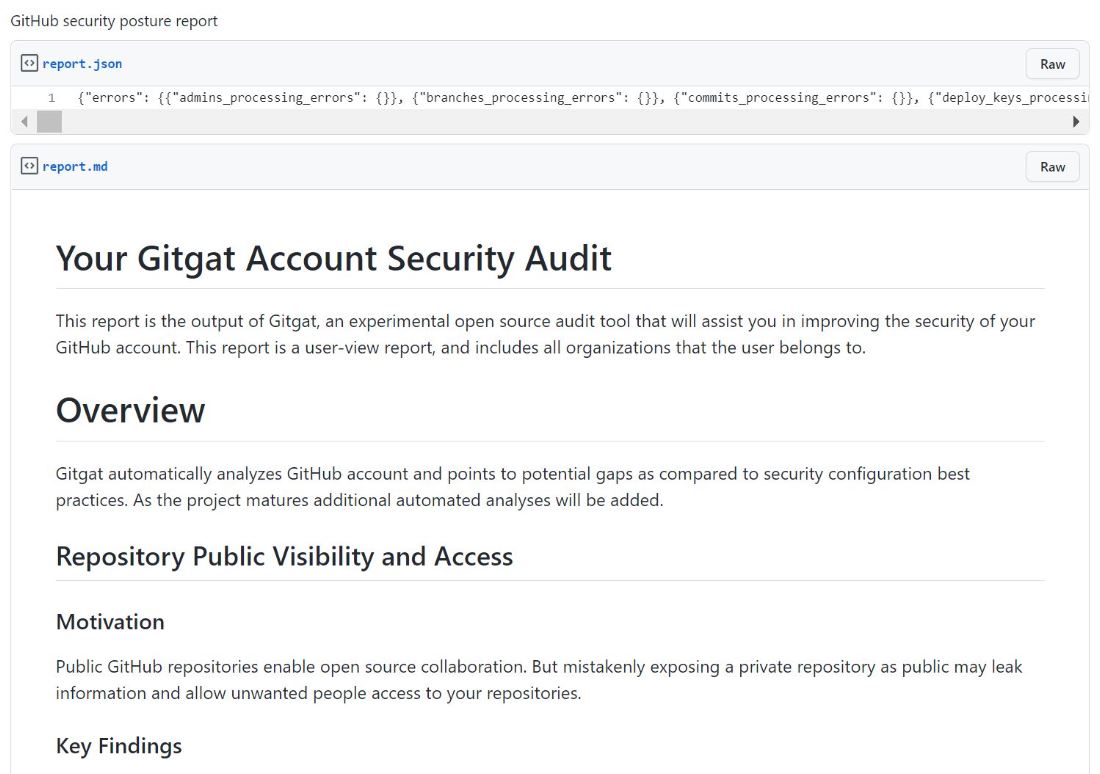 GitHub security posture report
report.json
Raw
1 {"errors": {{"admins_processing_errors": {}}, {"branches_processing_errors": {}}, {"commits_processing_errors": {}}, {"deploy_keys_processi
report.md
Raw
Your Gitgat Account Security Audit
This report is the output of Gitgat, an experimental open source audit tool that will assist you in improving the security of your
GitHub account. This report is a user-view report, and includes all organizations that the user belongs to.
Overview
Gitgat automatically analyzes GitHub account and points to potential gaps as compared to security configuration best
practices. As the project matures additional automated analyses will be added.
Repository Public Visibility and Access
Motivation
Public GitHub repositories enable open source collaboration. But mistakenly exposing a private repository as public may leak
information and allow unwanted people access to your repositories.
Key Findings